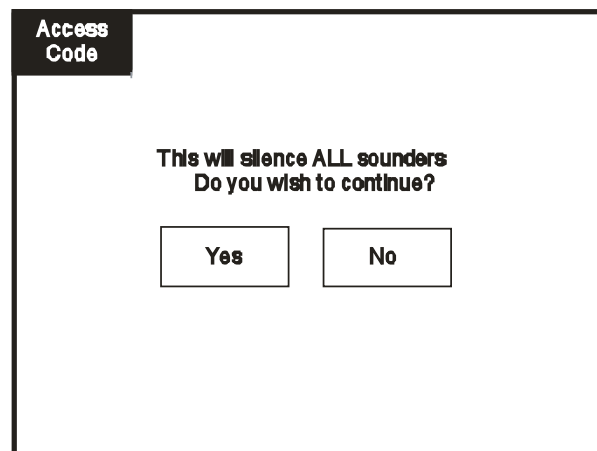 Access
Code
This will silence ALL sounders
Do you wish to continue?
Yes
No